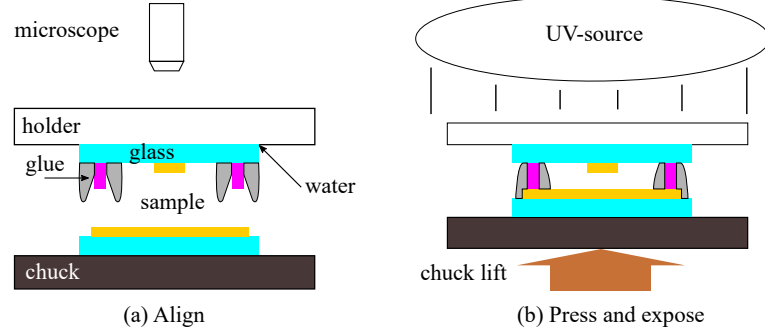 microscope
UV-source
holder
glass
glue
water
sample
chuck
chuck lift
(a) Align
(b) Press and expose